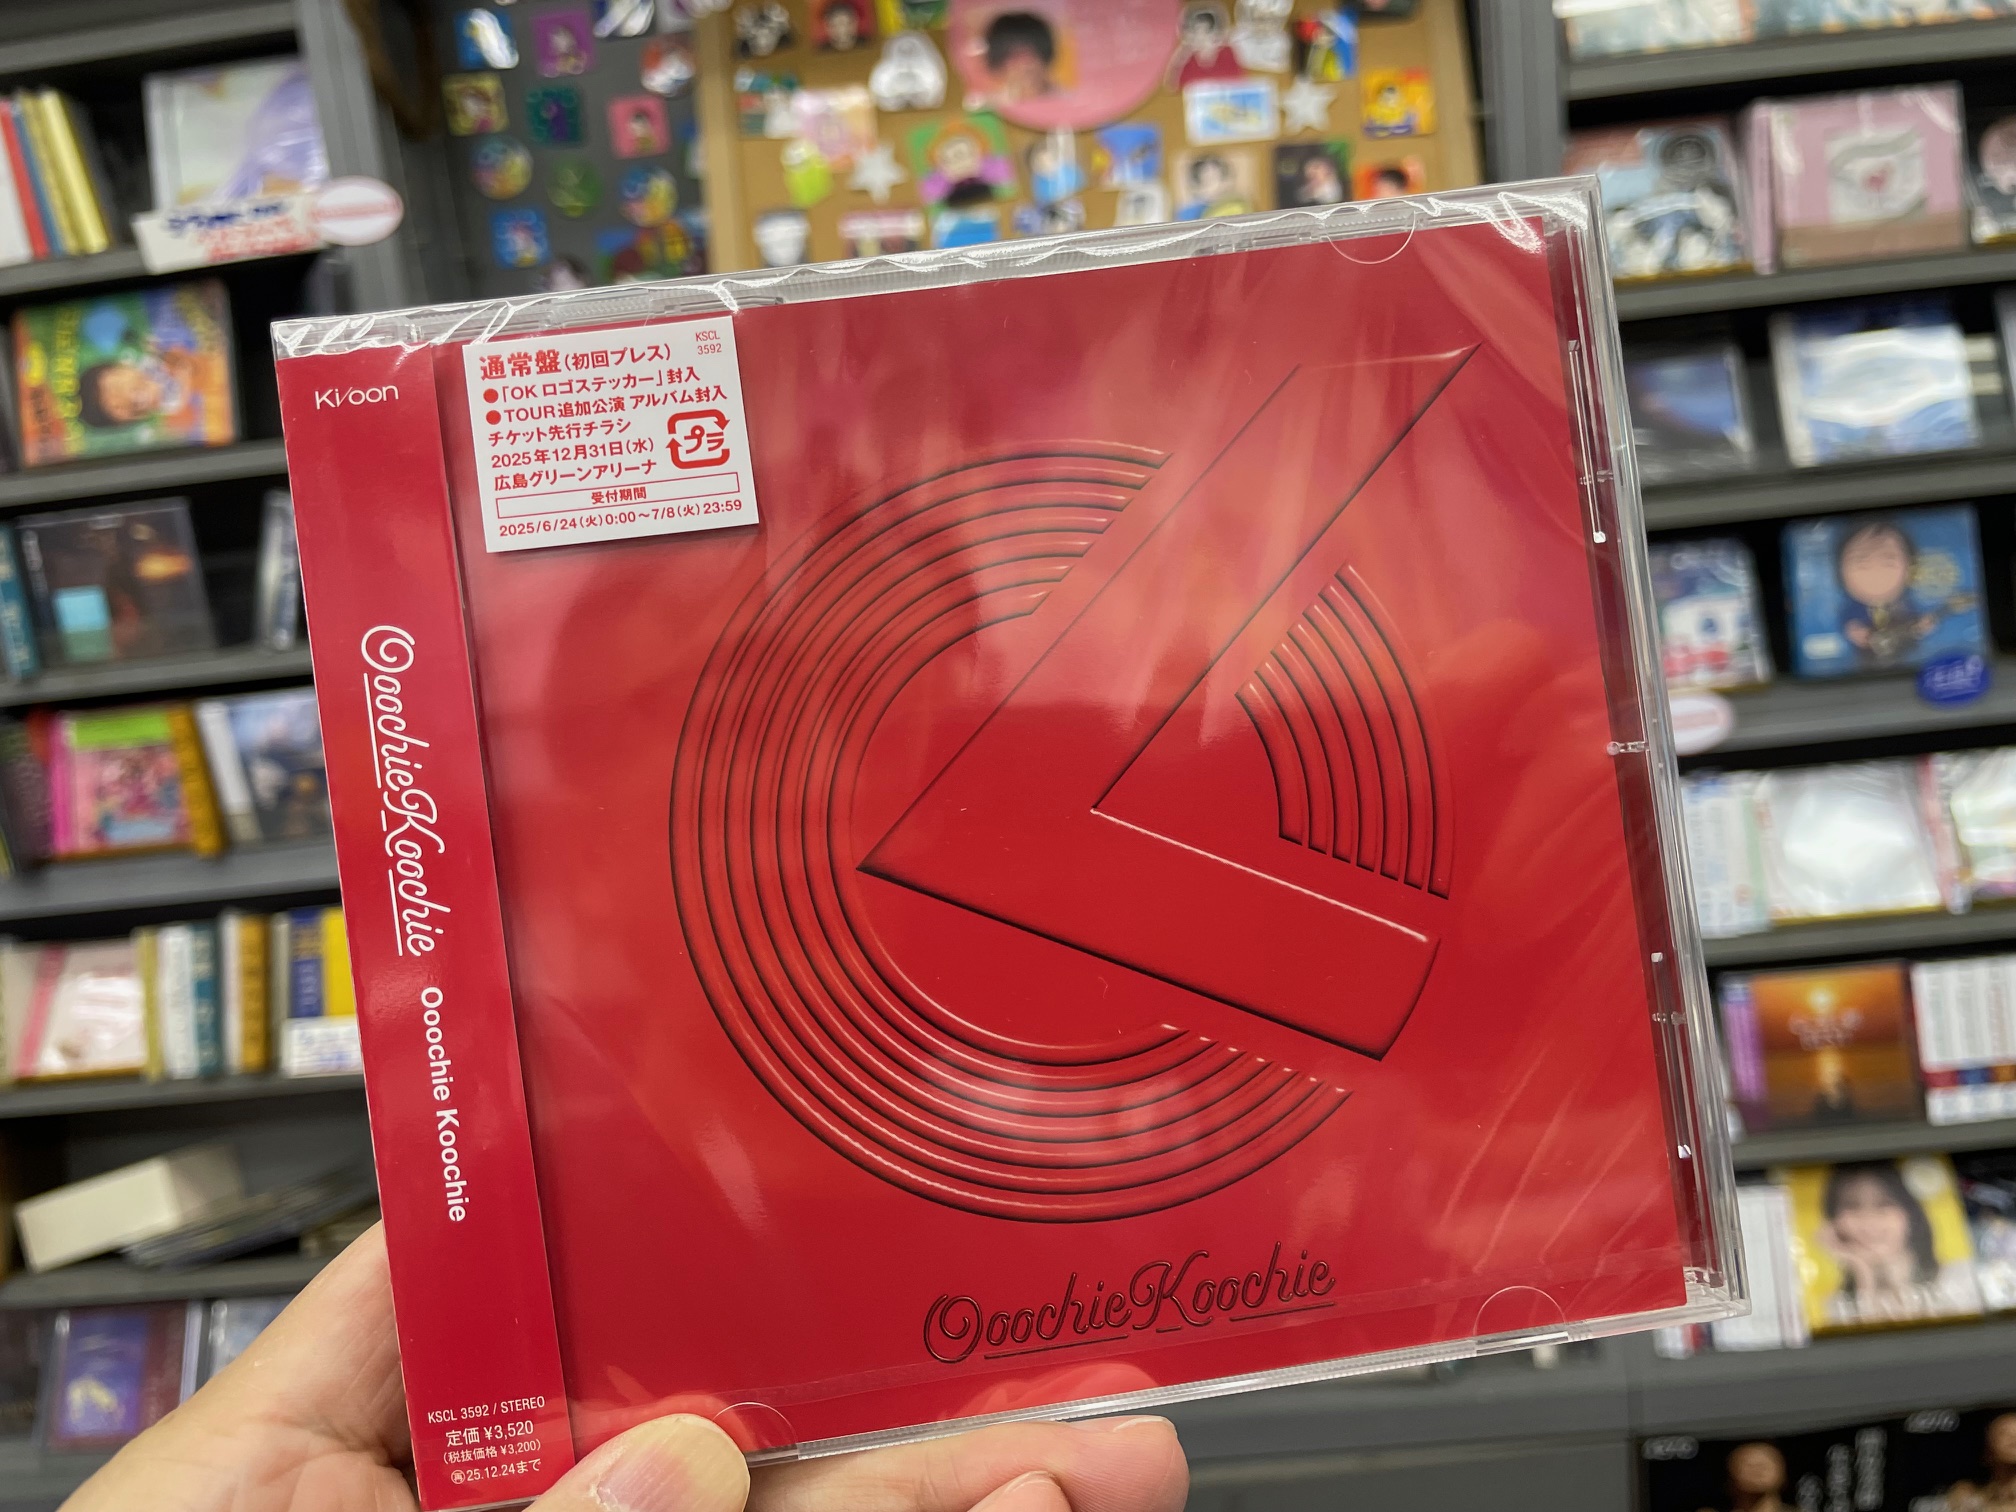 Ki/oon
OoochieKoochie
Ooochie Koochie
KSCL 3592 / STEREO
定価 ¥3,520
(税抜価格 ¥3,200)
㋐25.12.24まで
通常盤(初回プレス)
KSCL
3592
●「OK ロゴステッカー」封入
●TOUR追加公演 アルバム封入
チケット先行チラシ
2025年12月31日(水)
広島グリーンアリーナ
プラ
受付期間
2025/6/24(火)0:00〜7/8(火)23:59
OoochieKoochie